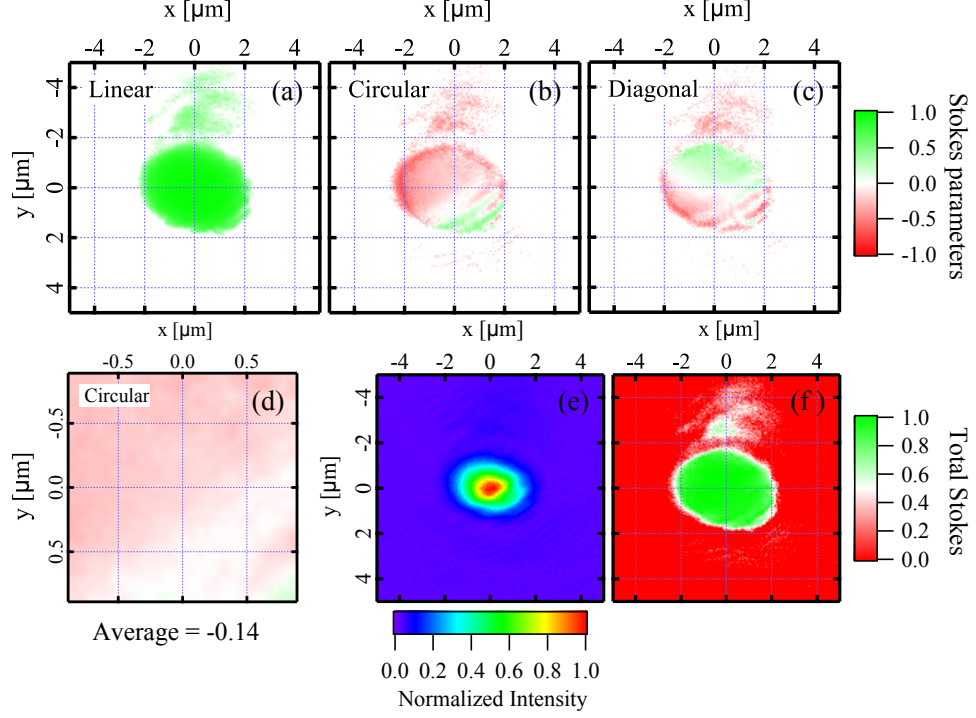 x [µm]
x [µm]
x [µm]
-4 -2 0 2 4
-4 -2 0 2 4
-4 -2 0 2 4
Linear
(a)
Circular
(b)
Diagonal
(c)
y [µm]
-4
-2
0
2
4
1.0
0.5
0.0
-0.5
-1.0
Stokes parameters
x [µm]
x [µm]
x [µm]
-0.5 0.0 0.5
-4 -2 0 2 4
-4 -2 0 2 4
Circular
(d)
(e)
(f)
y [µm]
-0.5
0.0
0.5
y [µm]
-4
-2
0
2
4
1.0
0.8
0.6
0.4
0.2
0.0
Total Stokes
Average = -0.14
0.0 0.2 0.4 0.6 0.8 1.0
Normalized Intensity